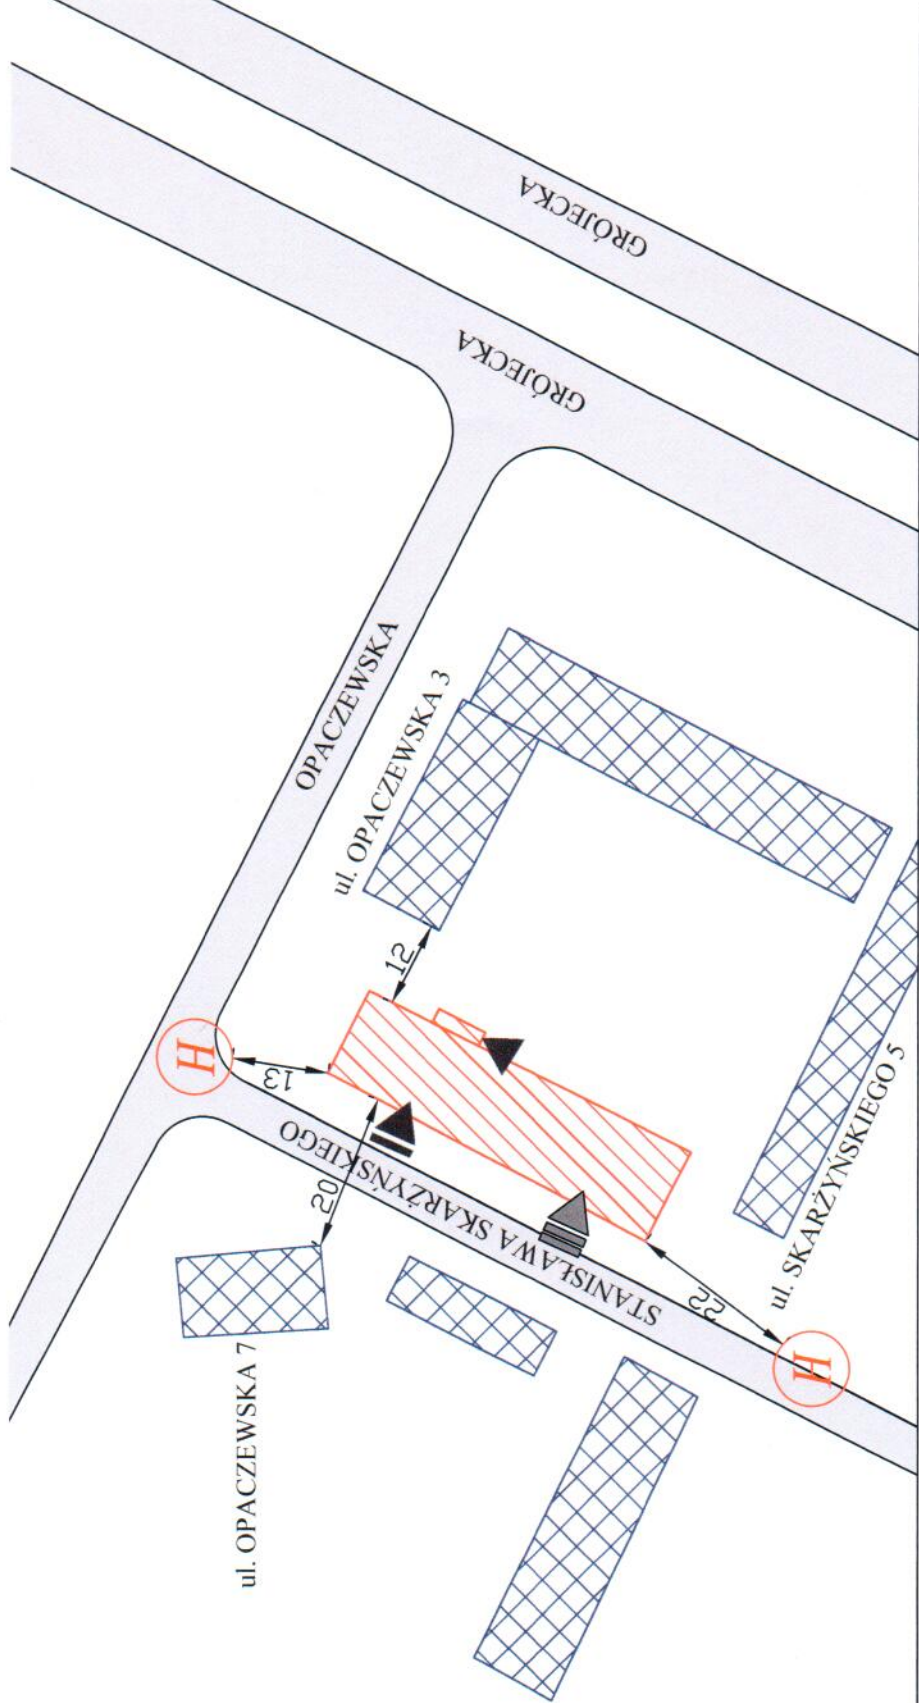 GRÓJECKA
GRÓJECKA
OPACZEWSKA
ul. OPACZEWSKA 3
12
H
13
20
STANISŁAWA SKARŻYŃSKIEGO
ul. OPACZEWSKA 7
22
ul. SKARŻYŃSKIEGO 5
H